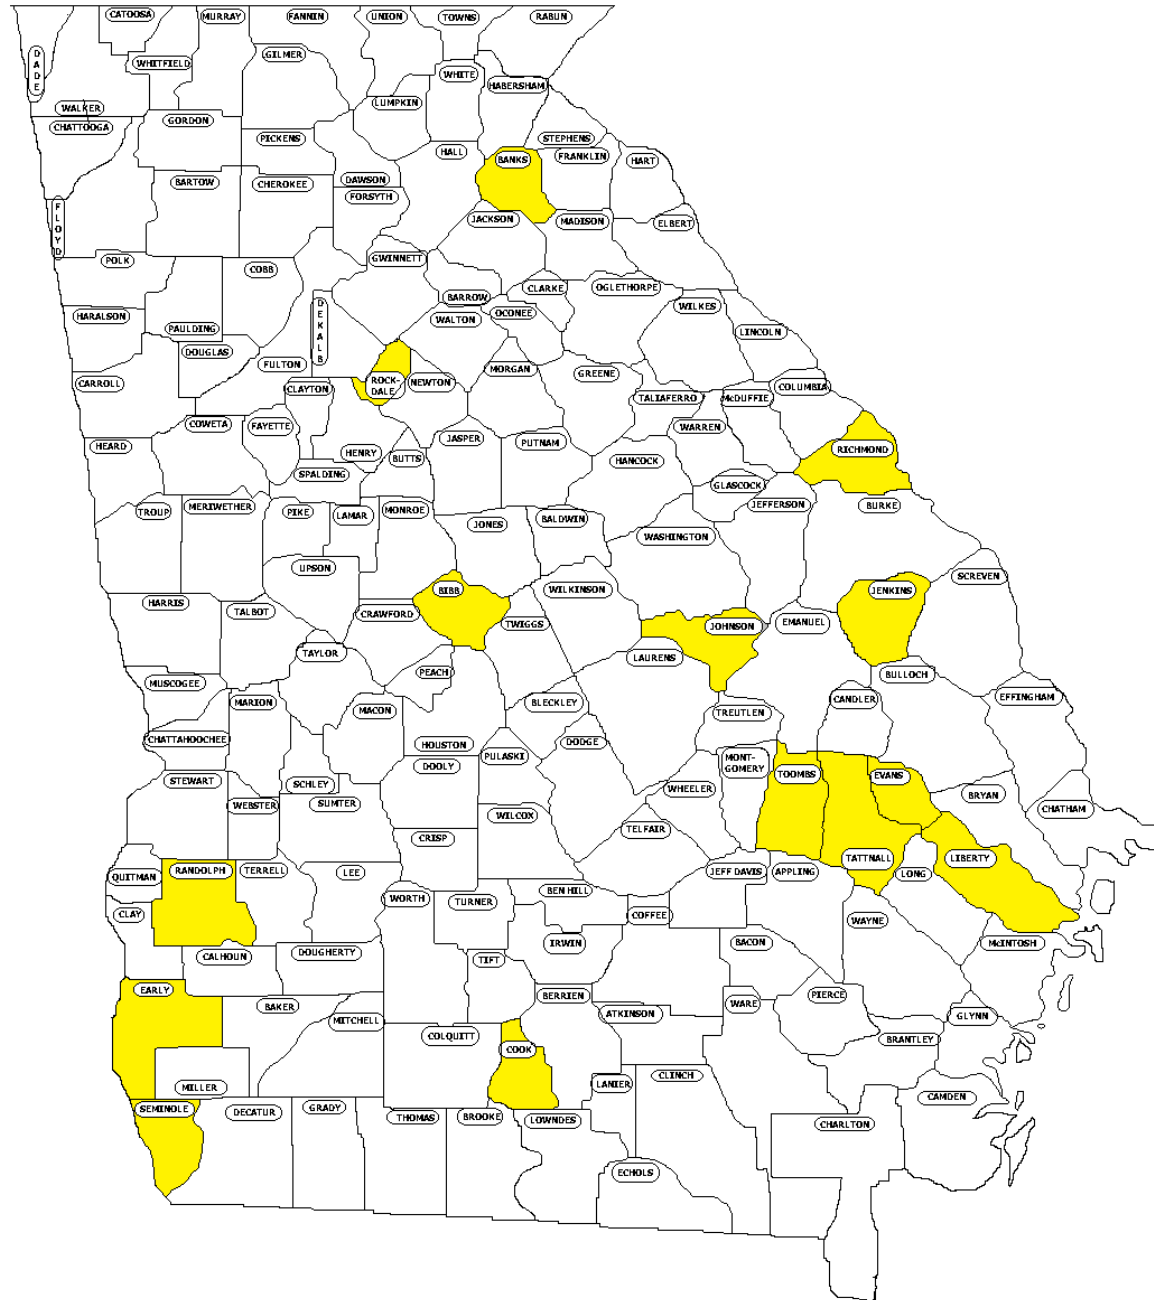 CATOOSA
MURRAY
FANNIN
UNION
TOWNS
RABUN
DADE
WHITFIELD
GILMER
WHITE
HABERSHAM
WALKER
LUMPKIN
CHATTOOGA
GORDON
PICKENS
STEPHENS
HALL
BANKS
FRANKLIN
HART
BARTOW
CHEROKEE
DAWSON
FORSYTH
FLOYD
JACKSON
MADISON
ELBERT
POLK
COBB
GWINNETT
CLARKE
OGLETHORPE
BARROW
WILKES
HARALSON
PAULDING
DEKALB
WALTON
OCONEE
LINCOLN
DOUGLAS
FULTON
MORGAN
GREENE
CARROLL
CLAYTON
ROCK-
DALE
NEWTON
TALIAFERRO
McDUFFIE
COLUMBIA
COWETA
FAYETTE
WARREN
HEARD
HENRY
BUTTS
JASPER
PUTNAM
HANCOCK
RICHMOND
SPALDING
GLASCOCK
TROUP
MERIWETHER
PIKE
LAMAR
MONROE
JONES
BALDWIN
JEFFERSON
BURKE
WASHINGTON
UPSON
SCREVEN
HARRIS
TALBOT
CRAWFORD
BIBB
TWIGGS
WILKINSON
JENKINS
JOHNSON
EMANUEL
TAYLOR
LAURENS
MUSCOGEE
PEACH
BULLOCH
MARION
MACON
BLECKLEY
TREUTLEN
CANDLER
EFFINGHAM
CHATTAHOOCHEE
HOUSTON
PULASKI
DODGE
STEWART
SCHLEY
DOOLY
MONT-
GOMERY
TOOMBS
EVANS
WEBSTER
SUMTER
WHEELER
BRYAN
CHATHAM
CRISP
WILCOX
TELFAIR
QUITMAN
RANDOLPH
TERRELL
LEE
JEFF DAVIS
APPLING
TATTNALL
LONG
LIBERTY
CLAY
WORTH
TURNER
BEN HILL
COFFEE
WAYNE
CALHOUN
DOUGHERTY
TIFT
IRWIN
BACON
McINTOSH
EARLY
BAKER
BERRIEN
WARE
PIERCE
MITCHELL
ATKINSON
GLYNN
COLQUITT
COOK
BRANTLEY
MILLER
LANIER
CLINCH
SEMINOLE
DECATUR
GRADY
THOMAS
BROOKE
LOWNDES
CAMDEN
CHARLTON
ECHOLS